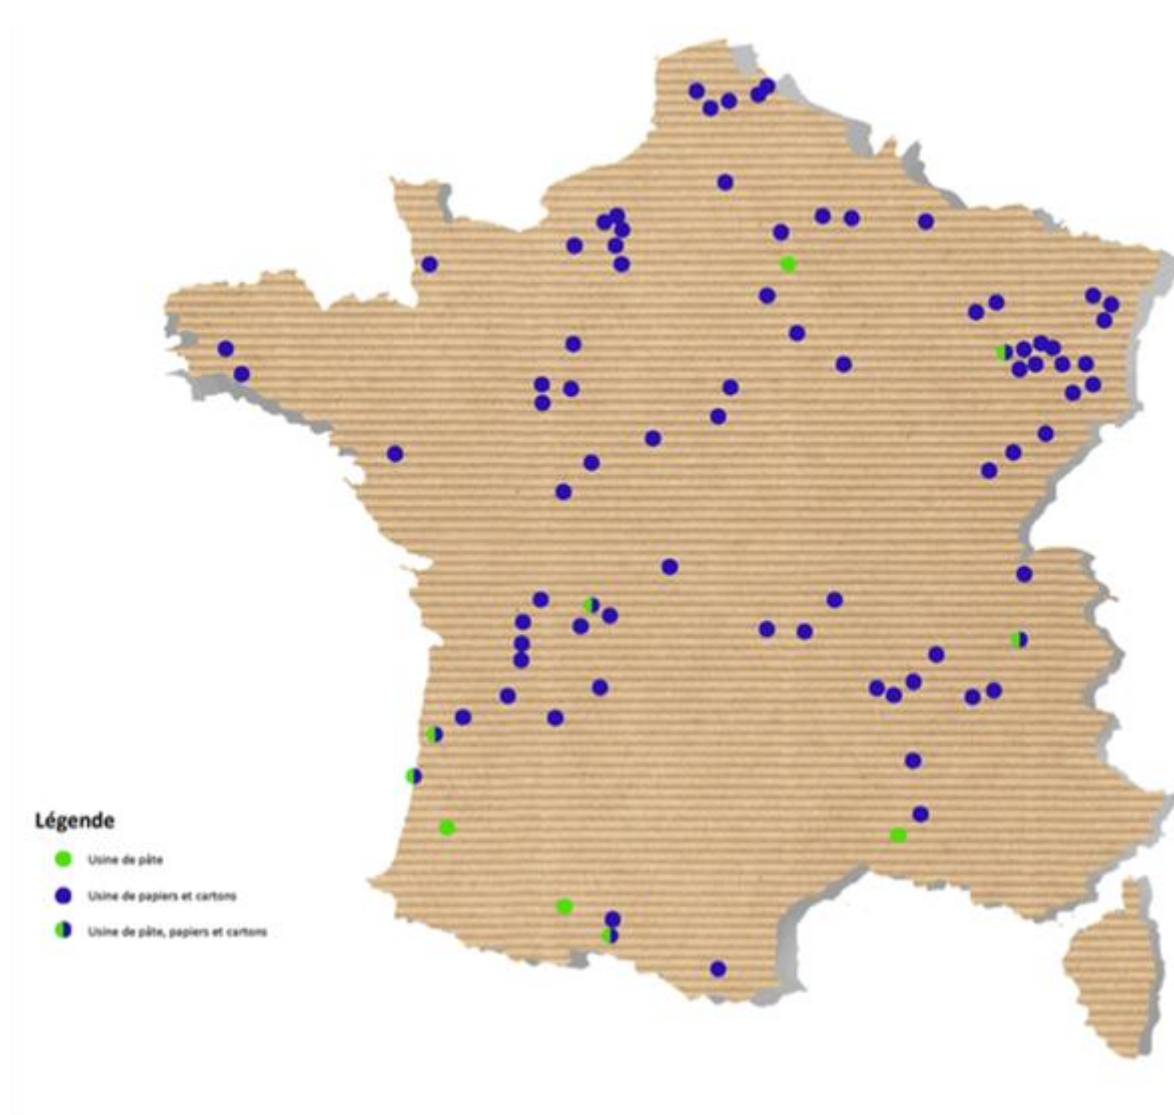 Légende
Usine de pâte
Usine de papiers et cartons
Usine de pâte, papiers et cartons